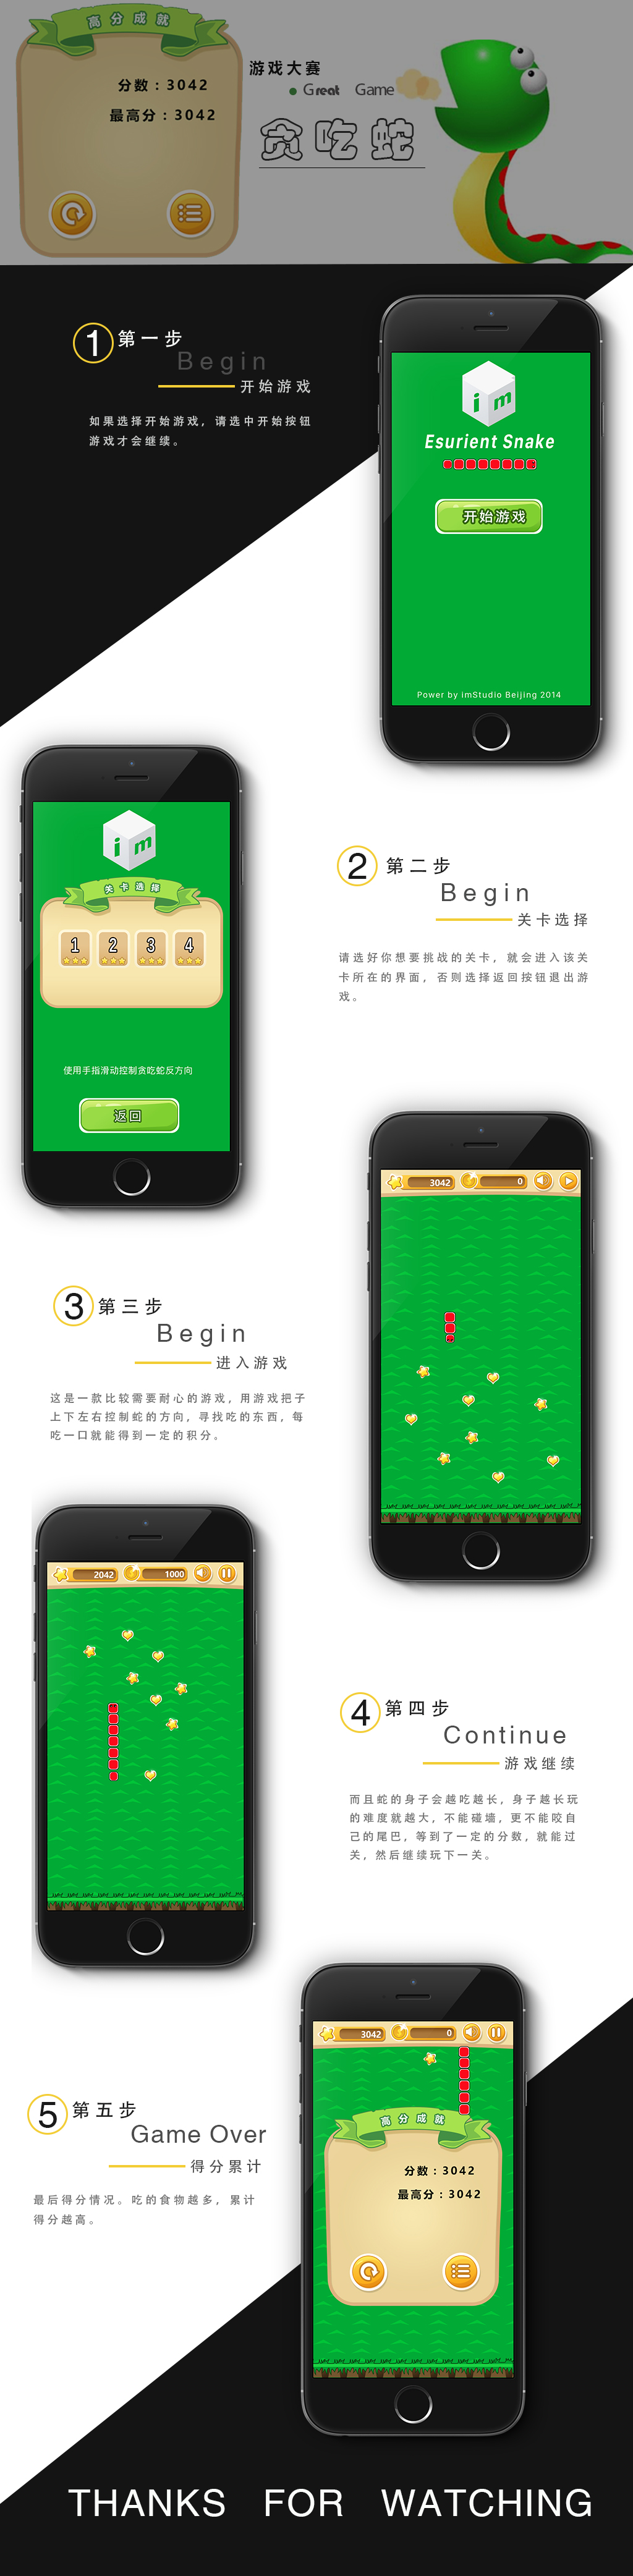 高分成就
分数：3042
最高分：3042
游戏大赛
Great Game
贪吃蛇
1 第一步
Begin
开始游戏
如果选择开始游戏，请选中开始按钮
游戏才会继续。
im
Esurient Snake
开始游戏
Power by ImStudio Beijing 2014
im
关卡选择
1 2 3 4
使用手指滑动控制贪吃蛇反方向
返回
2 第二步
Begin
关卡选择
请选好你想要挑战的关卡，就会进入该关
卡所在的界面，否则选择返回按钮退出游
戏。
3042 0
3 第三步
Begin
进入游戏
这是一款比较需要耐心的游戏，用游戏把子
上下左右控制蛇的方向，寻找吃的东西，每
吃一口就能得到一定的积分。
2042 1000
4 第四步
Continue
游戏继续
而且蛇的身子会越吃越长，身子越长玩
的难度就越大，不能碰墙，更不能咬自
己的尾巴，等到了一定的分数，就能过
关，然后继续玩下一关。
3042 0
高分成就
分数：3042
最高分：3042
5 第五步
Game Over
得分累计
最后得分情况。吃的食物越多，累计
得分越高。
THANKS FOR WATCHING